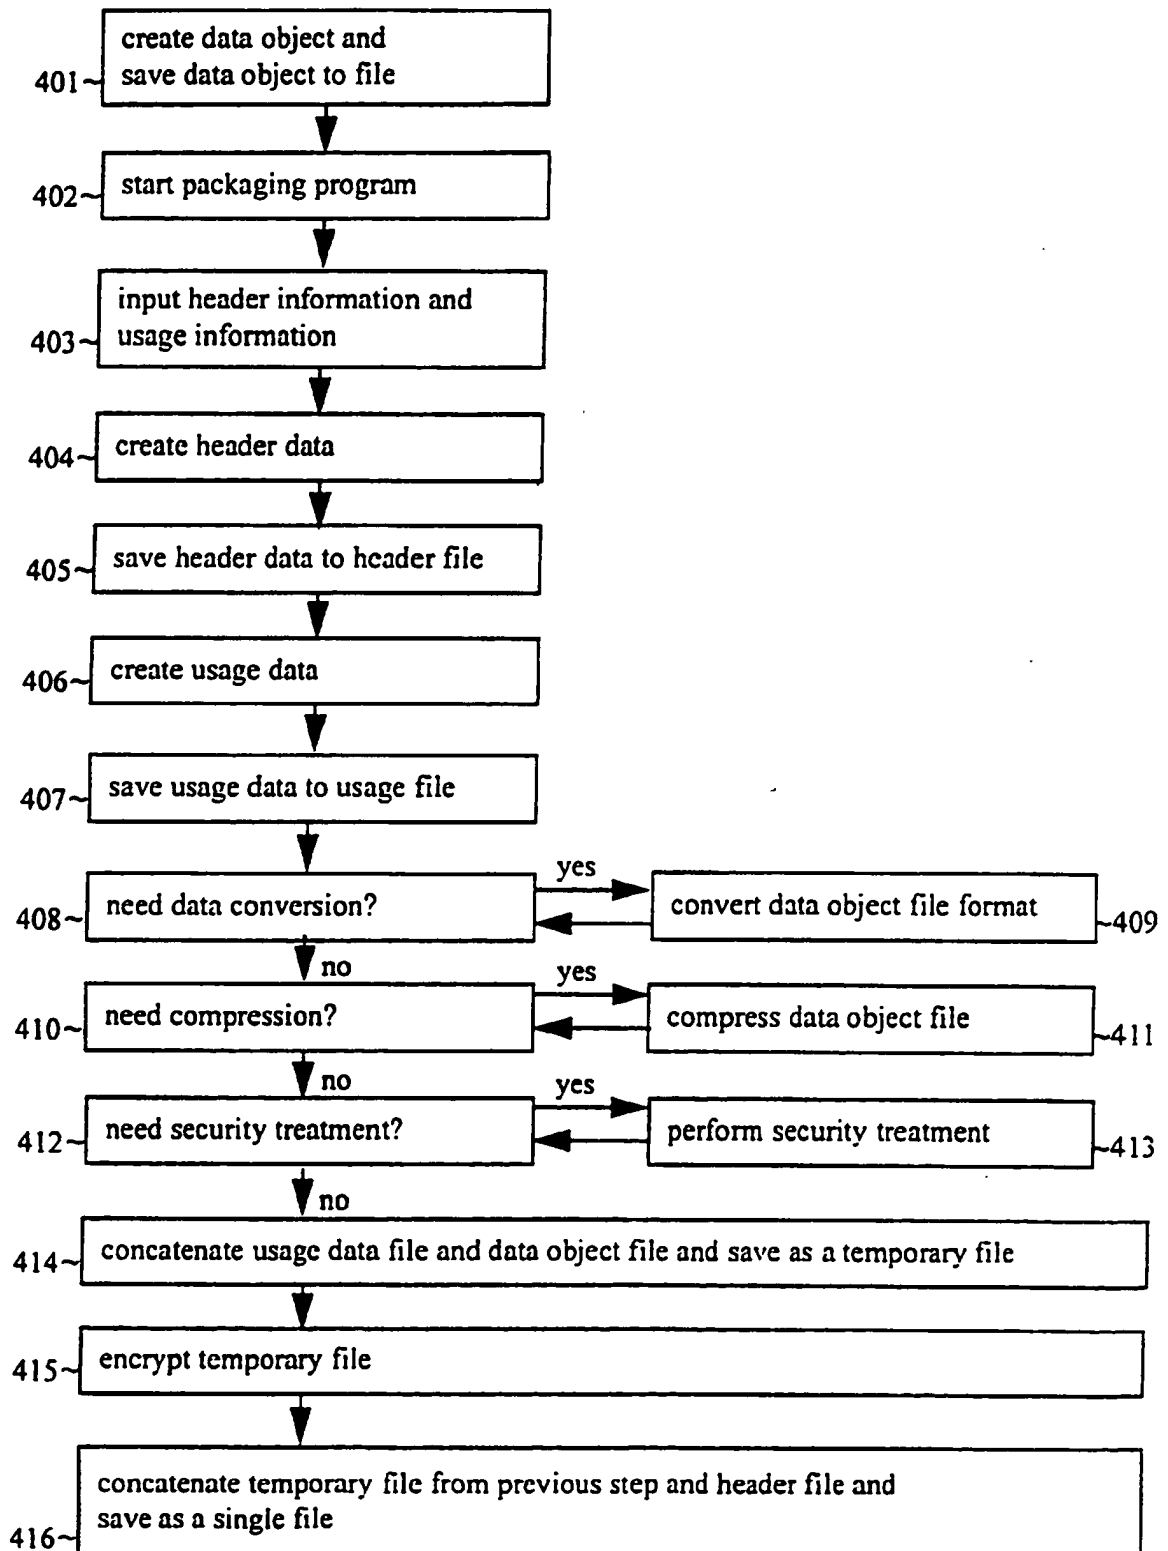 create data object and
save data object to file
401~
start packaging program
402~
input header information and
usage information
403~
create header data
404~
save header data to header file
405~
create usage data
406~
save usage data to usage file
407~
yes
need data conversion?
convert data object file format
408~
~409
no
yes
need compression?
compress data object file
410~
~411
no
yes
need security treatment?
perform security treatment
412~
~413
no
concatenate usage data file and data object file and save as a temporary file
414~
encrypt temporary file
415~
concatenate temporary file from previous step and header file and
save as a single file
416~